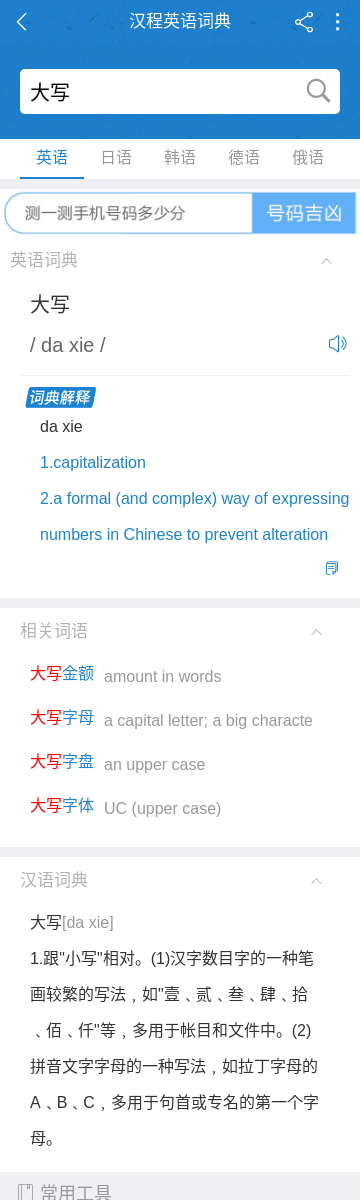 汉程英语词典
大写
英语 日语 韩语 德语 俄语
测一测手机号码多少分 号码吉凶
英语词典
大写
/ da xie /
词典解释
da xie
1.capitalization
2.a formal (and complex) way of expressing
numbers in Chinese to prevent alteration
相关词语
大写金额 amount in words
大写字母 a capital letter; a big characte
大写字盘 an upper case
大写字体 UC (upper case)
汉语词典
大写[da xie]
1.跟"小写"相对。(1)汉字数目字的一种笔
画较繁的写法﹐如"壹﹑贰﹑叁﹑肆﹑拾
﹑佰﹑仟"等﹐多用于帐目和文件中。(2)
拼音文字字母的一种写法﹐如拉丁字母的
A﹑B﹑C﹐多用于句首或专名的第一个字
母。
常用工具